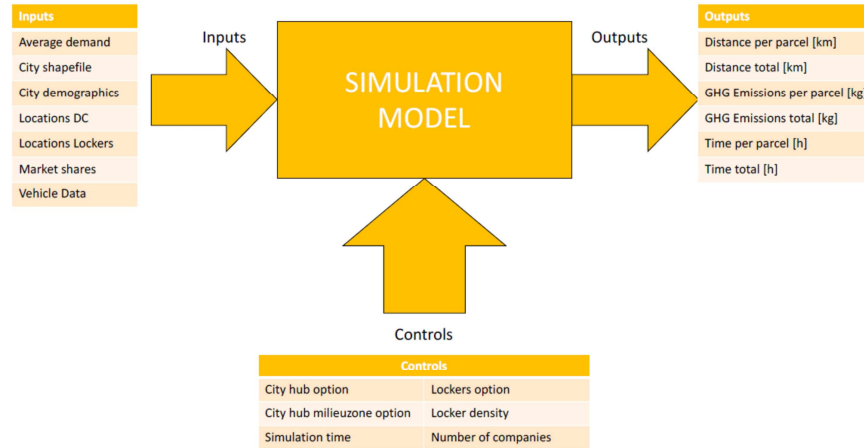 Inputs
Average demand
City shapefile
City demographics
Locations DC
Locations Lockers
Market shares
Vehicle Data
Inputs
SIMULATION
MODEL
Outputs
Outputs
Distance per parcel [km]
Distance total [km]
GHG Emissions per parcel [kg]
GHG Emissions total [kg]
Time per parcel [h]
Time total [h]
Controls
Controls
City hub option Lockers option
City hub milieuzone option Locker density
Simulation time Number of companies